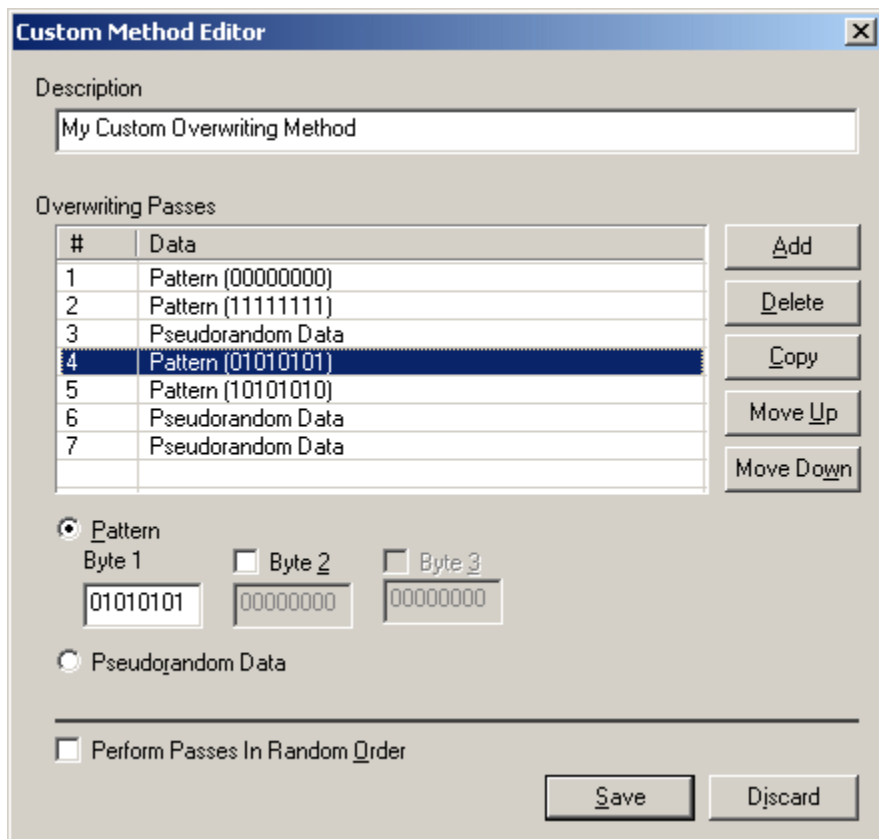 Custom Method Editor
Description
My Custom Overwriting Method
Overwriting Passes
# Data
1 Pattern (00000000)
2 Pattern (11111111)
3 Pseudorandom Data
4 Pattern (01010101)
5 Pattern (10101010)
6 Pseudorandom Data
7 Pseudorandom Data
Add
Delete
Copy
Move Up
Move Down
Pattern
Byte 1 Byte 2 Byte 3
01010101 00000000 00000000
Pseudorandom Data
Perform Passes In Random Order
Save Discard